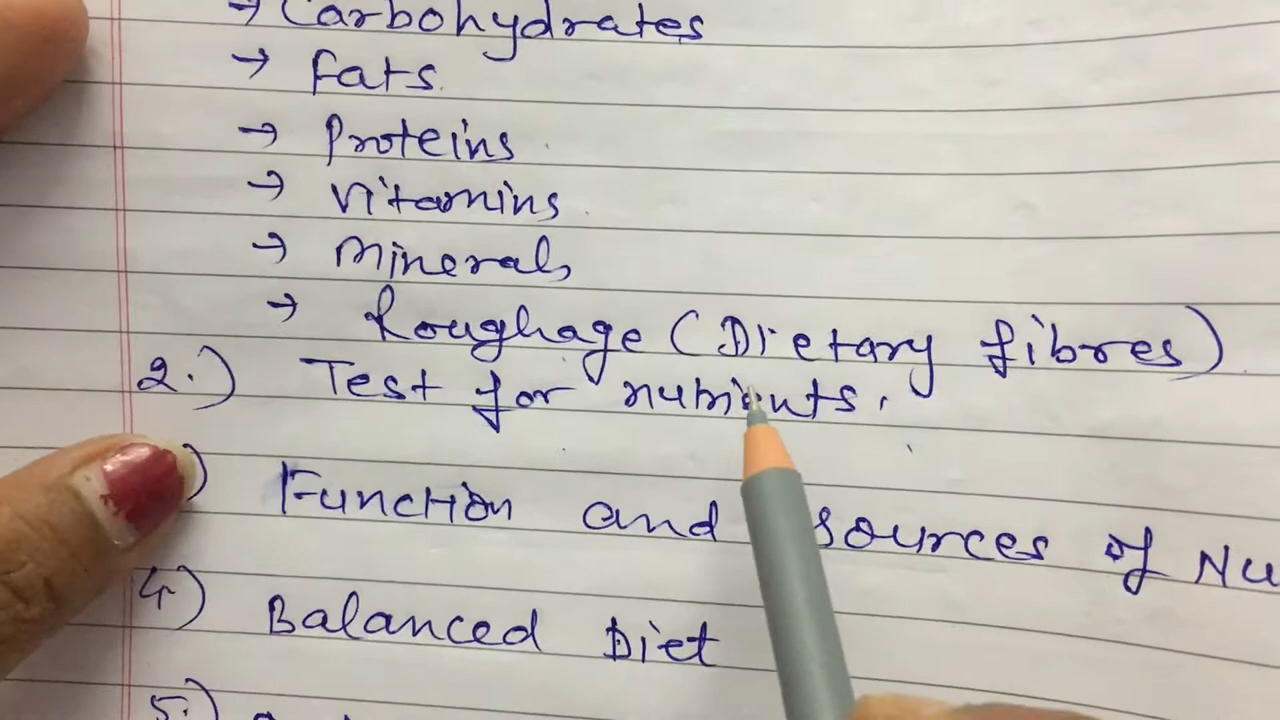 → Carbohydrates
→ Fats.
→ Proteins
→ Vitamins
→ Minerals
→ Roughage (Dietary fibres)
2.) Test for nutrients.
) Function and sources of Nu
4) Balanced Diet
5.)